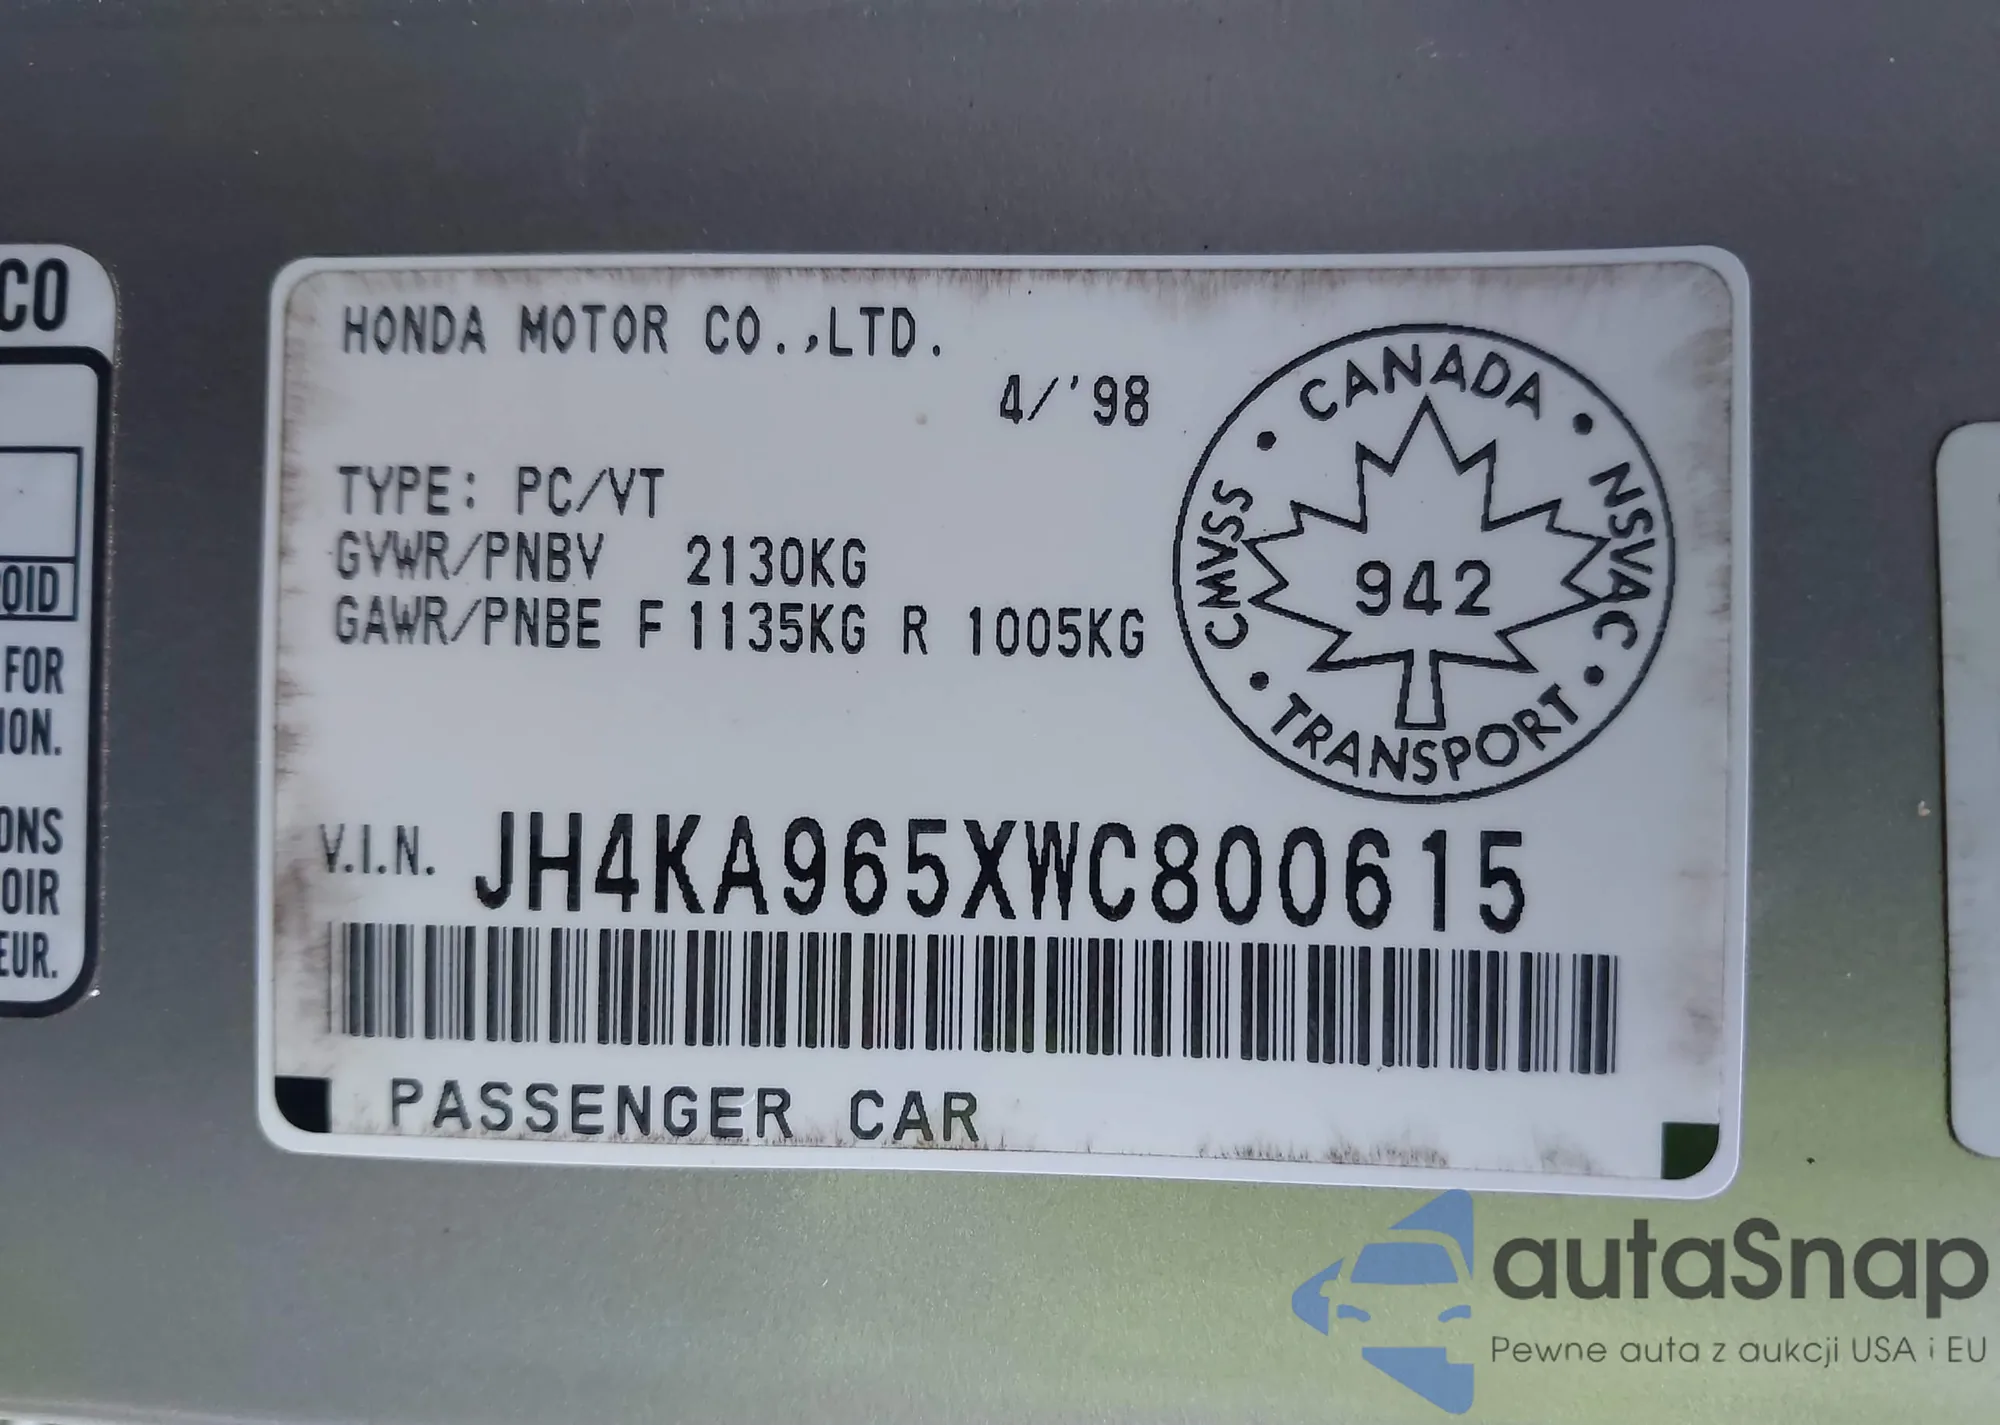 CO
OID
FOR
ION.
ONS
OIR
EUR.
HONDA MOTOR CO.,LTD.
4/'98
TYPE: PC/VT
GVWR/PNBV 2130KG
GAWR/PNBE F 1135KG R 1005KG
CANADA • NSVAC • TRANSPORT • CMVSS •
942
V.I.N. JH4KA965XWC800615
PASSENGER CAR
autaSnap
Pewne auta z aukcji USA i EU